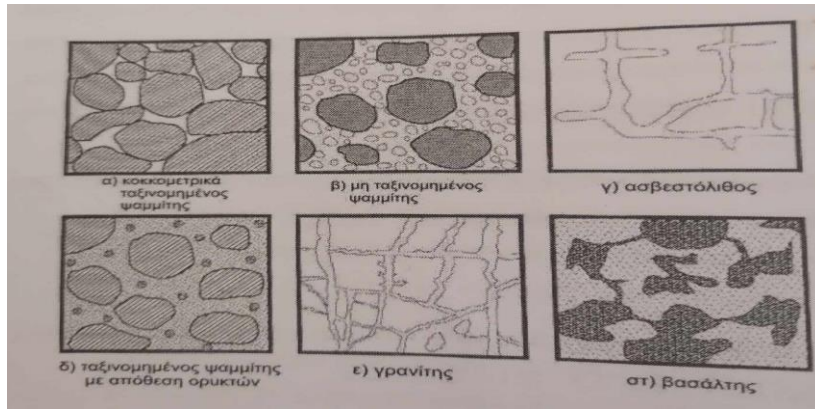 α) κοκκομετρικά
ταξινομημένος
ψαμμίτης
β) μη ταξινομημένος
ψαμμίτης
γ) ασβεστόλιθος
δ) ταξινομημένος ψαμμίτης
με απόθεση ορυκτών
ε) γρανίτης
στ) βασάλτης